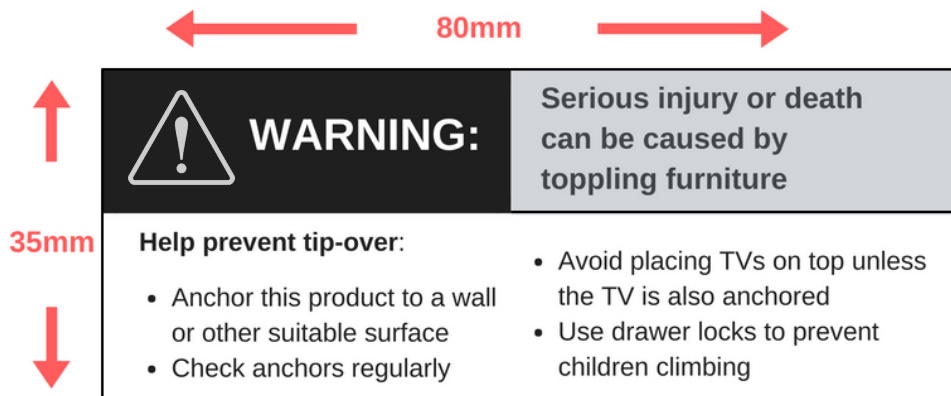 80mm
35mm
WARNING:
Serious injury or death
can be caused by
toppling furniture
Help prevent tip-over:
• Anchor this product to a wall
or other suitable surface
• Check anchors regularly
• Avoid placing TVs on top unless
the TV is also anchored
• Use drawer locks to prevent
children climbing